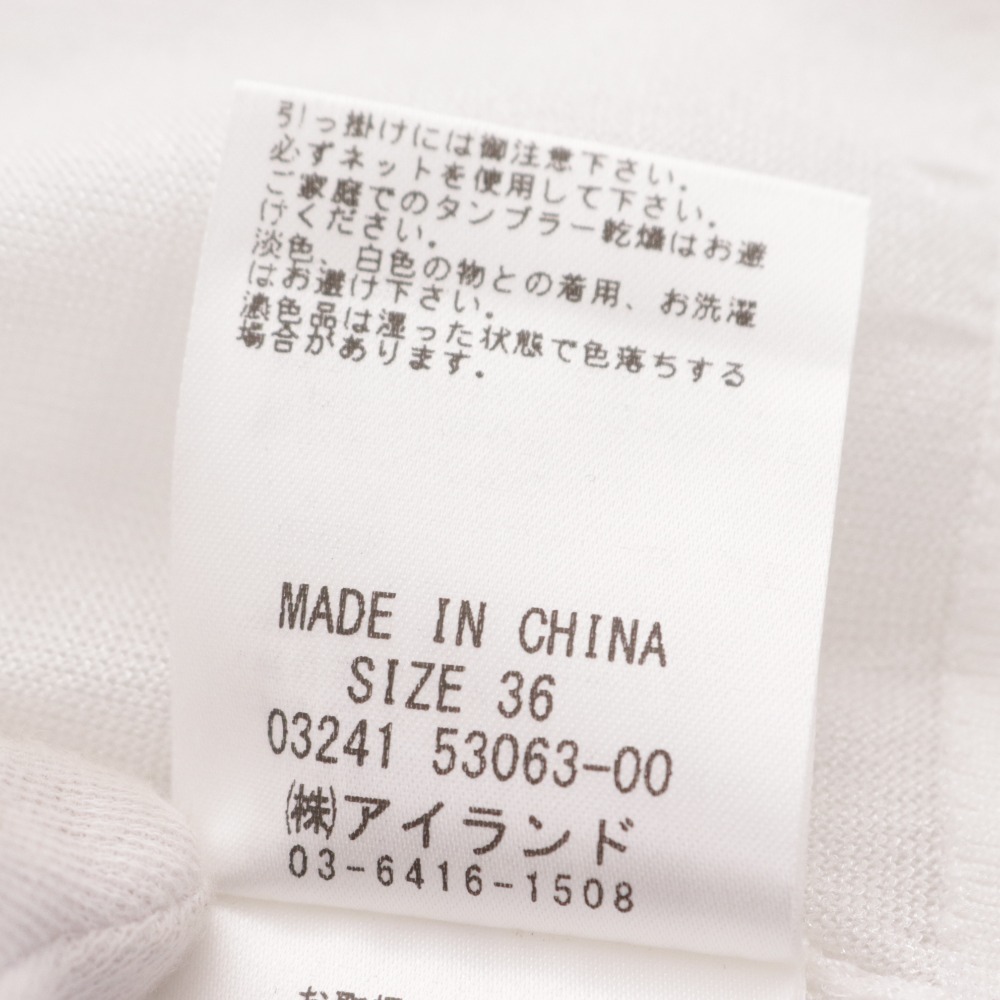 引っ掛けには御注意下さい.
必ずネットを使用して下さい.
ご家庭でのタンブラー乾燥はお避
けください.
淡色、白色の物との着用、お洗濯
はお避け下さい.
濃色品は湿った状態で色落ちする
場合があります.
MADE IN CHINA
SIZE 36
03241 53063-00
(株)アイランド
03-6416-1508
お取扱